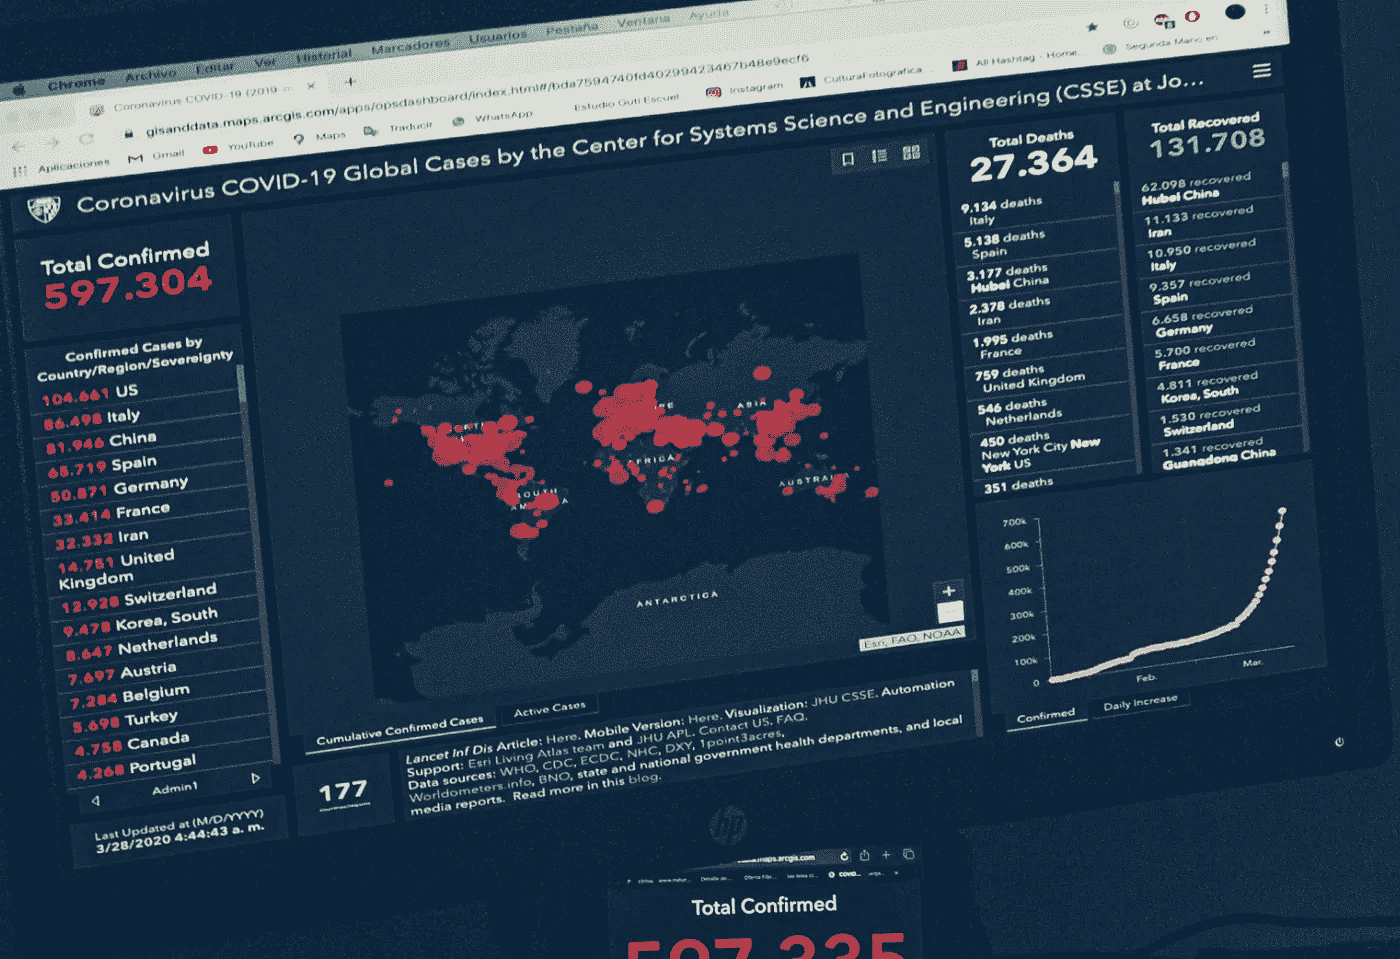 Chrome Archivo Editar Ver Historial Marcadores Usuarios Pestaña Ventana Ayuda
Coronavirus COVID-19 (2019-n
gisanddata.maps.arcgis.com/apps/opsdashboard/index.html#/bda7594740fd40299423467b48e9ecf6
Aplicaciones Gmail YouTube Maps Traducir WhatsApp Estudio Guti Escuel... Instagram CulturaFotografica... All Hashtag - Home... Segunda Mano en
Coronavirus COVID-19 Global Cases by the Center for Systems Science and Engineering (CSSE) at Jo...
Total Confirmed
597.304
Confirmed Cases by
Country/Region/Sovereignty
104.661 US
86.498 Italy
81.946 China
65.719 Spain
50.871 Germany
33.414 France
32.332 Iran
14.751 United
Kingdom
12.928 Switzerland
9.478 Korea, South
8.647 Netherlands
7.697 Austria
7.284 Belgium
5.698 Turkey
4.758 Canada
4.268 Portugal
Admin1
Last Updated at (M/D/YYYY)
3/28/2020 4:44:43 a. m.
ASIA
AFRICA
SOUTH
AUSTRAL
ANTARCTICA
+
Esri, FAO, NOAA
Cumulative Confirmed Cases Active Cases
177
Lancet Inf Dis Article: Here. Mobile Version: Here. Visualization: JHU CSSE. Automation
Support: Esri Living Atlas team and JHU APL. Contact US. FAQ.
Data sources: WHO, CDC, ECDC, NHC, DXY, 1point3acres,
Worldometers.info, BNO, state and national government health departments, and local
media reports. Read more in this blog.
Total Deaths
27.364
9.134 deaths
Italy
5.138 deaths
Spain
3.177 deaths
Hubei China
2.378 deaths
Iran
1.995 deaths
France
759 deaths
United Kingdom
546 deaths
Netherlands
450 deaths
New York City New
York US
351 deaths
Total Recovered
131.708
62.098 recovered
Hubei China
11.133 recovered
Iran
10.950 recovered
Italy
9.357 recovered
Spain
6.658 recovered
Germany
5.700 recovered
France
4.811 recovered
Korea, South
1.530 recovered
Switzerland
1.341 recovered
Guangdong China
700k
600k
500k
400k
300k
200k
100k
0
Feb. Mar.
Confirmed Daily Increase
hp
maps.arcgis.com
Total Confirmed
597.335